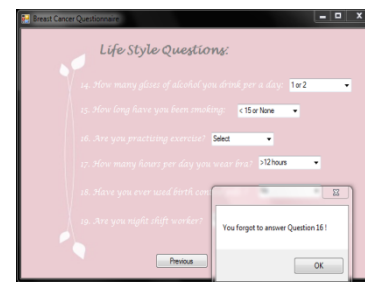 Breast Cancer Questionnaire
Life Style Questions:
14. How many glases of alcohol you drink per a day: 1 or 2
15. How long have you been smoking: < 15 or None
16. Are you practising exercise? Select
17. How many hours per day you wear bra? >12 hours
18. Have you ever used birth con
19. Are you night shift worker?
You forgot to answer Question 16 !
Previous
OK